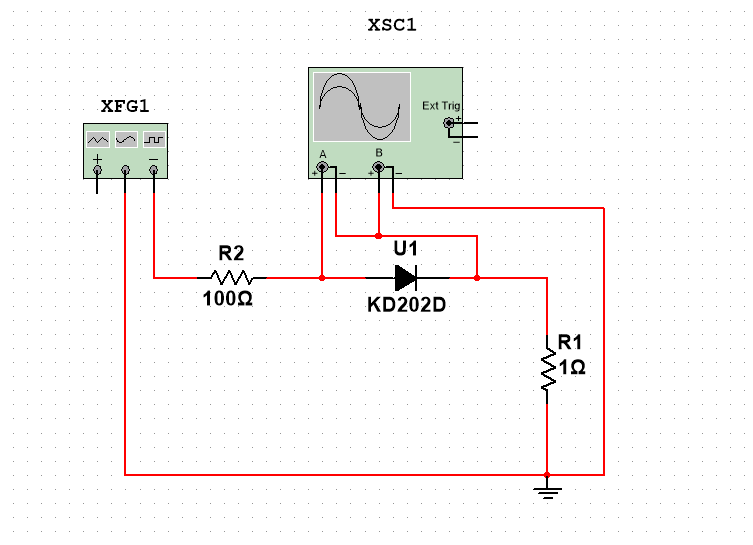 XSC1
XFG1
Ext Trig
+
−
+
−
A
B
+
−
+
−
R2
100Ω
U1
KD202D
R1
1Ω